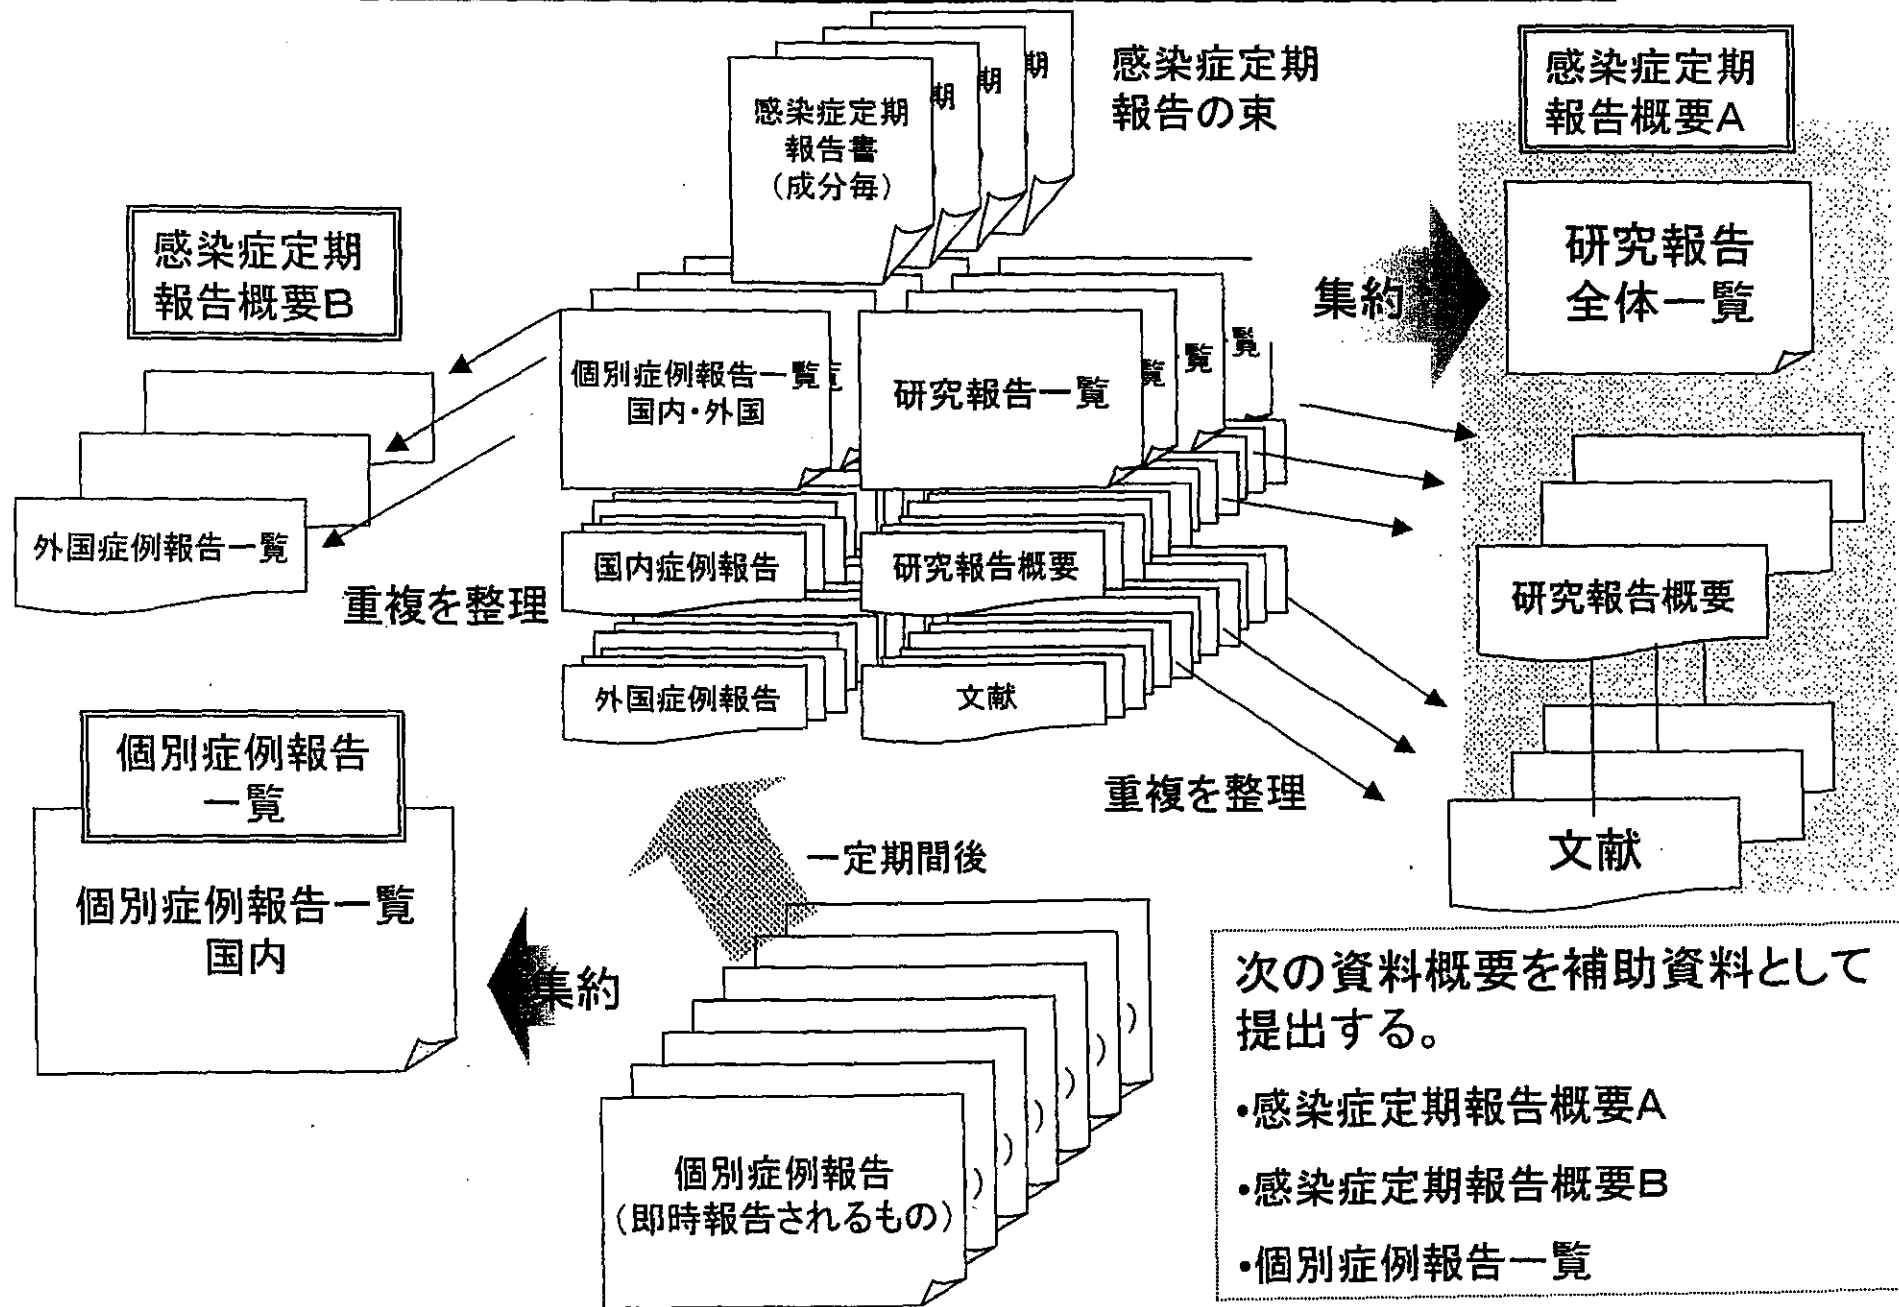 感染症定期
報告書
(成分毎)
期
期
期
感染症定期
報告の束
感染症定期
報告概要A
研究報告
全体一覧
集約
感染症定期
報告概要B
個別症例報告一覧
国内・外国
研究報告一覧
覧
覧
覧
外国症例報告一覧
重複を整理
国内症例報告
研究報告概要
研究報告概要
外国症例報告
文献
重複を整理
文献
個別症例報告
一覧
個別症例報告一覧
国内
集約
一定期間後
個別症例報告
(即時報告されるもの)
)
)
)
)
)
)
次の資料概要を補助資料として
提出する。
・感染症定期報告概要A
・感染症定期報告概要B
・個別症例報告一覧